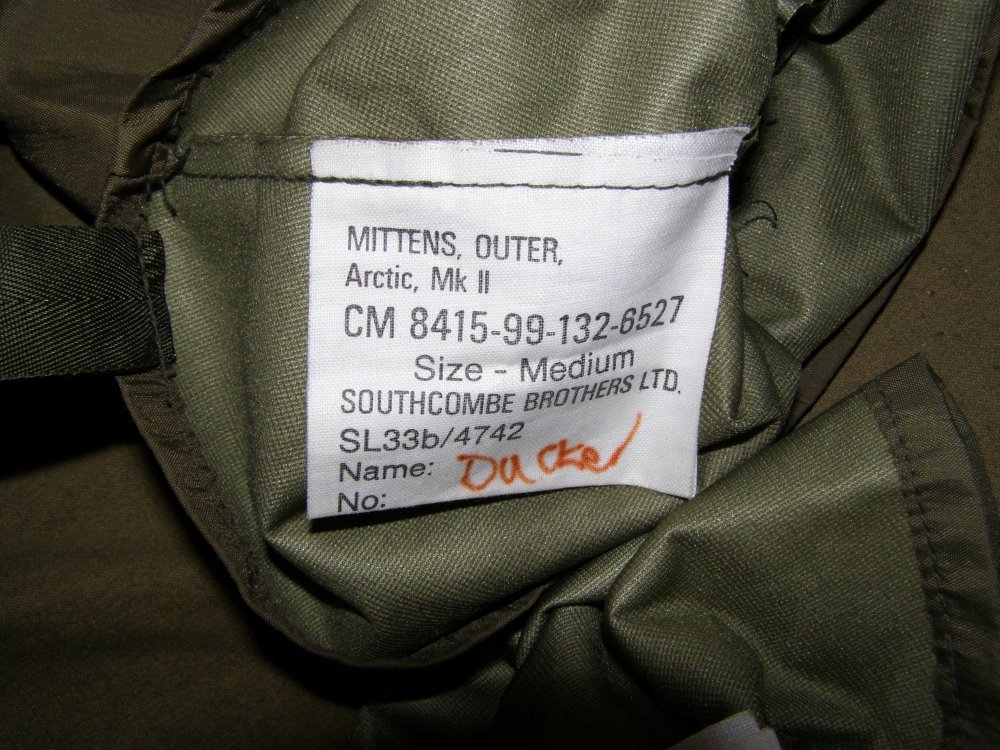 MITTENS, OUTER,
Arctic, Mk II
CM 8415-99-132-6527
Size - Medium
SOUTHCOMBE BROTHERS LTD.
SL33b/4742
Name: Ducker
No: